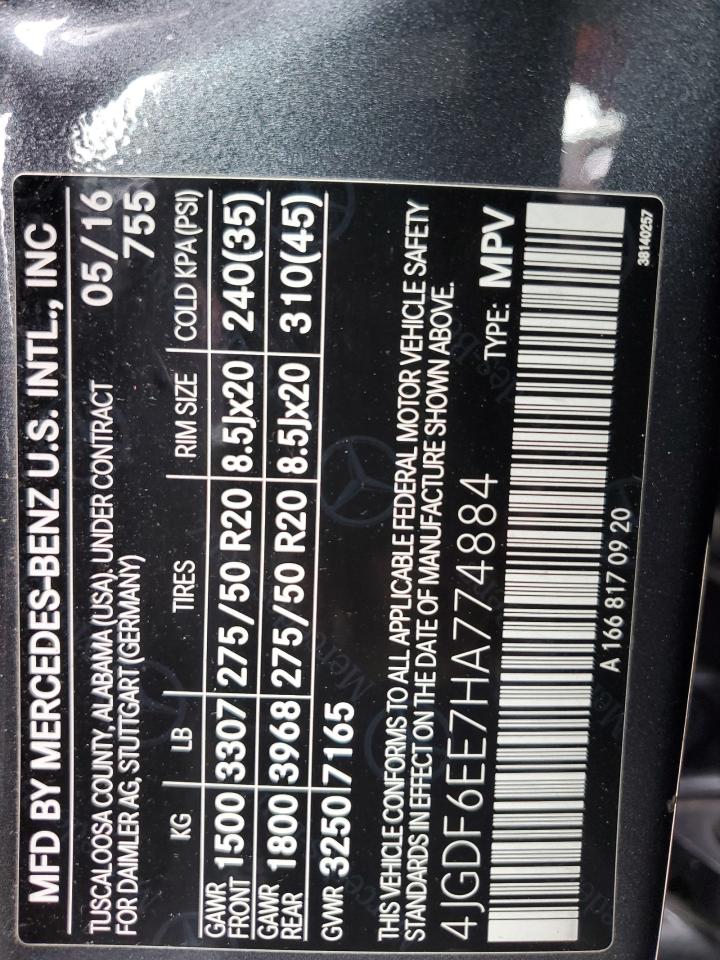 MFD BY MERCEDES-BENZ U.S. INTL., INC
TUSCALOOSA COUNTY, ALABAMA (USA). UNDER CONTRACT 05/16
FOR DAIMLER AG, STUTTGART (GERMANY) 755
KG LB TIRES RIM SIZE COLD KPA(PSI)
GAWR FRONT 1500 3307 275/50 R20 8.5Jx20 240(35)
GAWR REAR 1800 3968 275/50 R20 8.5Jx20 310(45)
GWR 3250 7165
THIS VEHICLE CONFORMS TO ALL APPLICABLE FEDERAL MOTOR VEHICLE SAFETY
STANDARDS IN EFFECT ON THE DATE OF MANUFACTURE SHOWN ABOVE.
4JGDF6EE7HA774884 TYPE: MPV
A 166 817 09 20
38140257